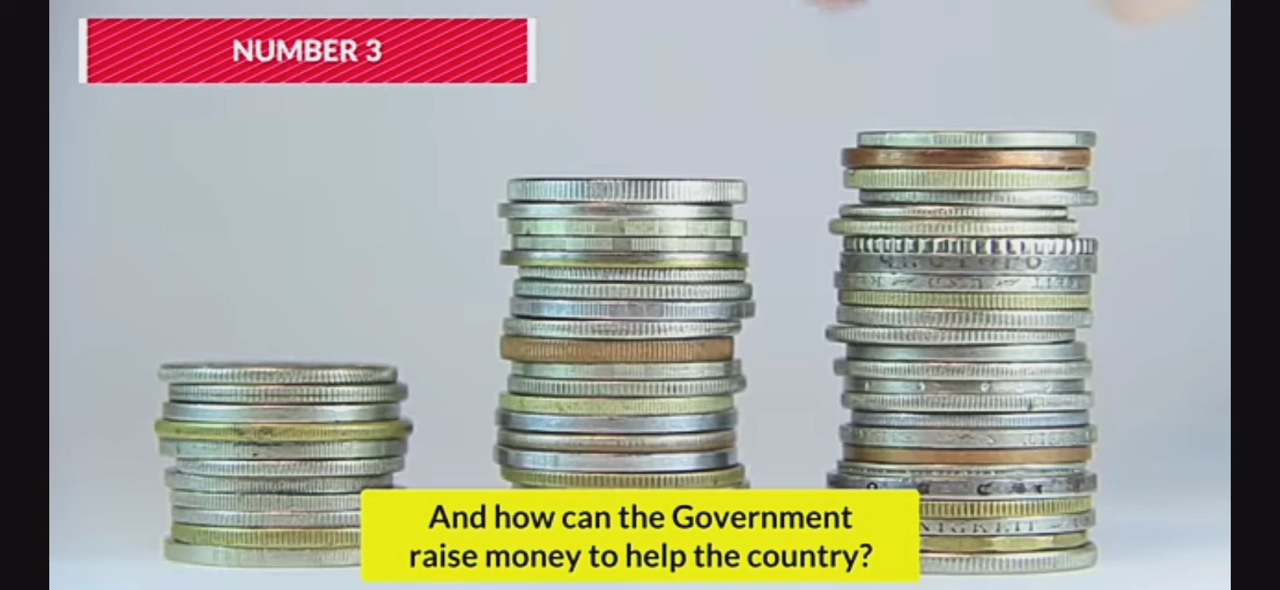 NUMBER 3
And how can the Government
raise money to help the country?